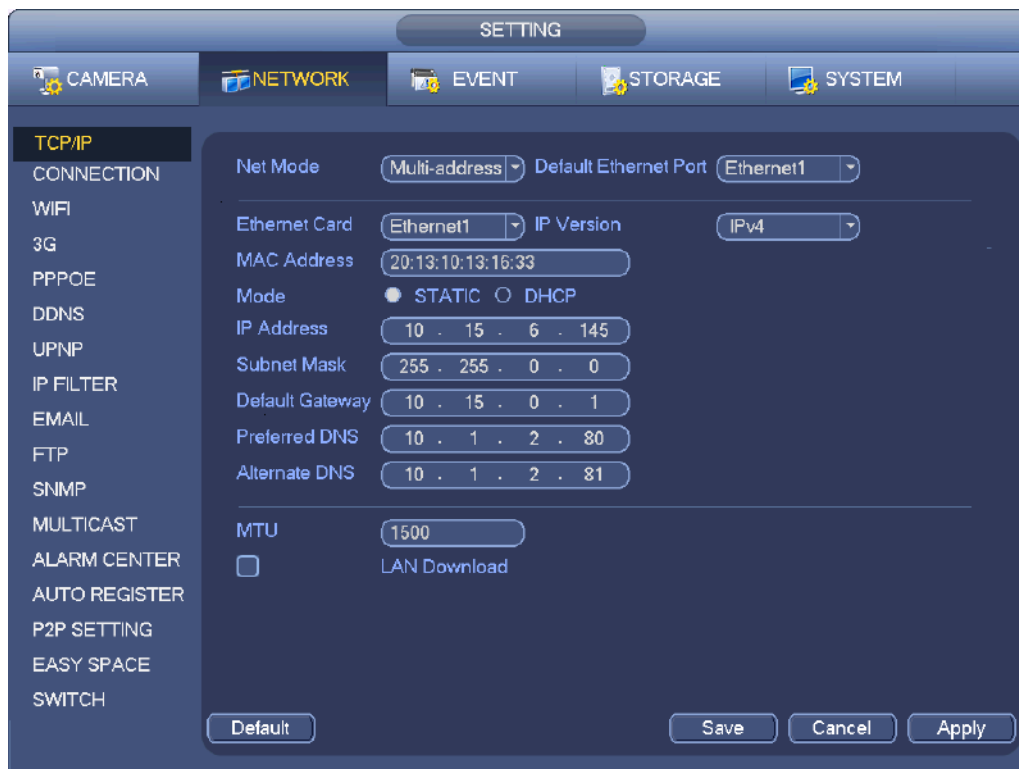 SETTING
CAMERA NETWORK EVENT STORAGE SYSTEM
TCP/IP
CONNECTION
WIFI
3G
PPPOE
DDNS
UPNP
IP FILTER
EMAIL
FTP
SNMP
MULTICAST
ALARM CENTER
AUTO REGISTER
P2P SETTING
EASY SPACE
SWITCH
Net Mode Multi-address Default Ethernet Port Ethernet1
Ethernet Card Ethernet1 IP Version IPv4
MAC Address 20:13:10:13:16:33
Mode STATIC DHCP
IP Address 10 . 15 . 6 . 145
Subnet Mask 255 . 255 . 0 . 0
Default Gateway 10 . 15 . 0 . 1
Preferred DNS 10 . 1 . 2 . 80
Alternate DNS 10 . 1 . 2 . 81
MTU 1500
LAN Download
Default Save Cancel Apply